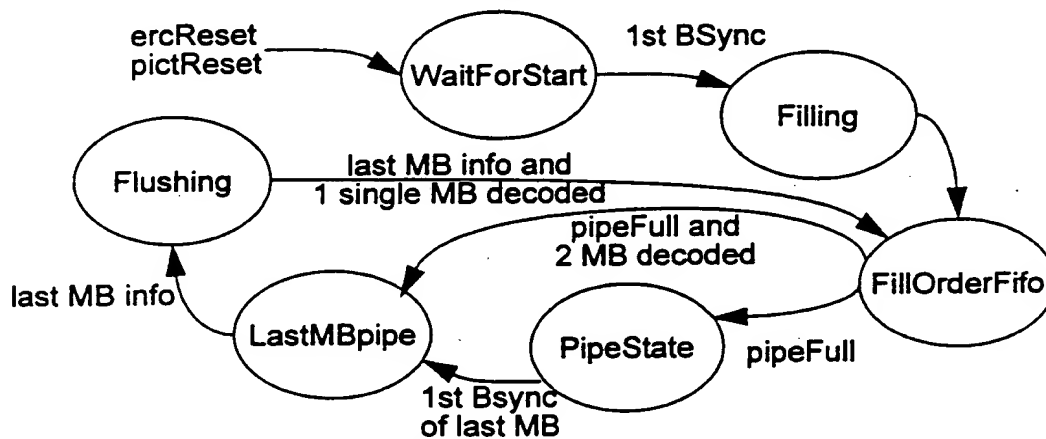 ercReset
pictReset
WaitForStart
1st BSync
Filling
Flushing
last MB info and
1 single MB decoded
pipeFull and
2 MB decoded
FillOrderFifo
last MB info
LastMBpipe
PipeState
pipeFull
1st Bsync
of last MB